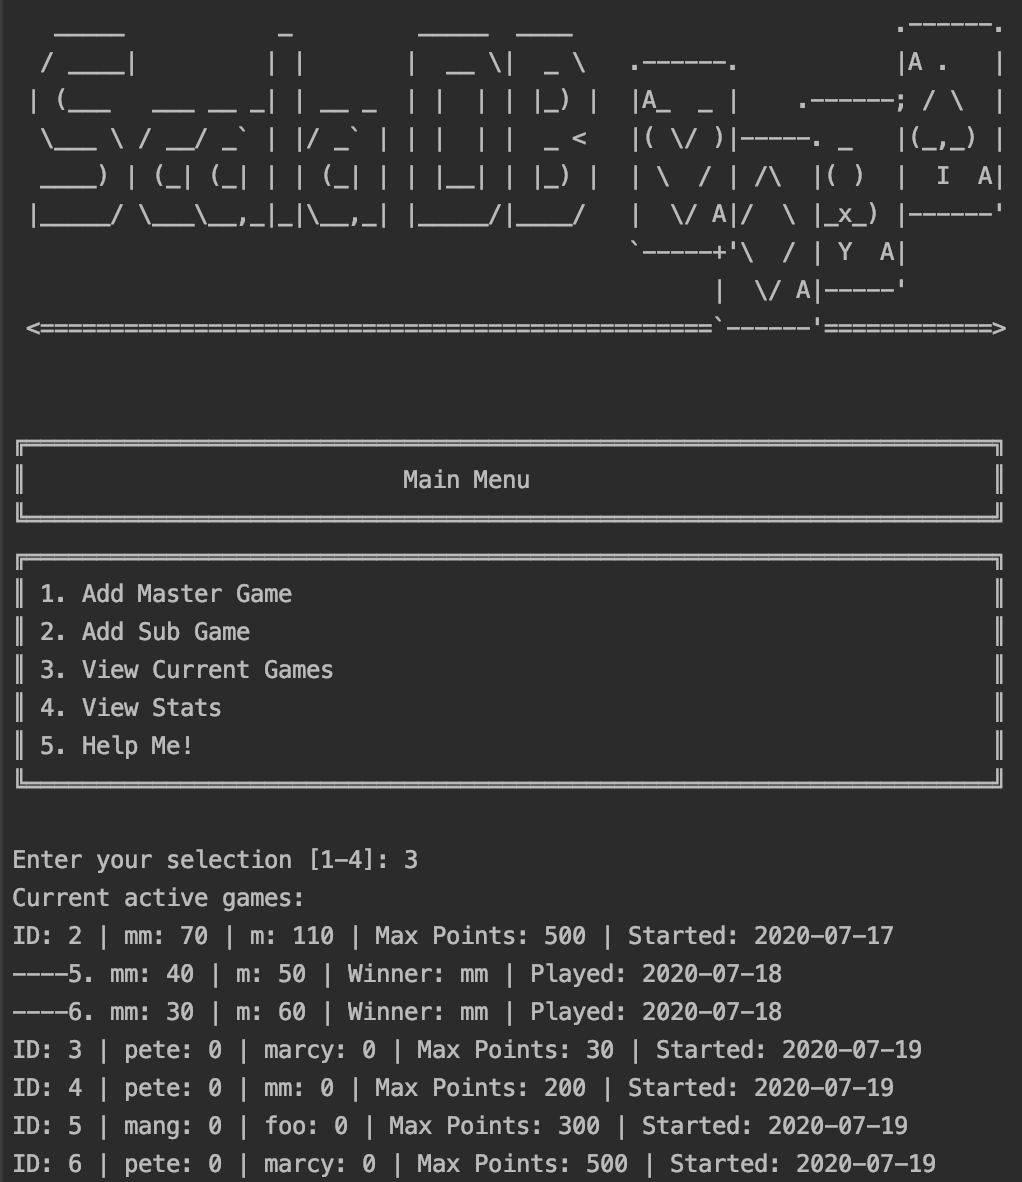 ScalaDB
A A A A
Main Menu
1. Add Master Game
2. Add Sub Game
3. View Current Games
4. View Stats
5. Help Me!
Enter your selection [1-4]: 3
Current active games:
ID: 2 | mm: 70 | m: 110 | Max Points: 500 | Started: 2020-07-17
----5. mm: 40 | m: 50 | Winner: mm | Played: 2020-07-18
----6. mm: 30 | m: 60 | Winner: mm | Played: 2020-07-18
ID: 3 | pete: 0 | marcy: 0 | Max Points: 30 | Started: 2020-07-19
ID: 4 | pete: 0 | mm: 0 | Max Points: 200 | Started: 2020-07-19
ID: 5 | mang: 0 | foo: 0 | Max Points: 300 | Started: 2020-07-19
ID: 6 | pete: 0 | marcy: 0 | Max Points: 500 | Started: 2020-07-19